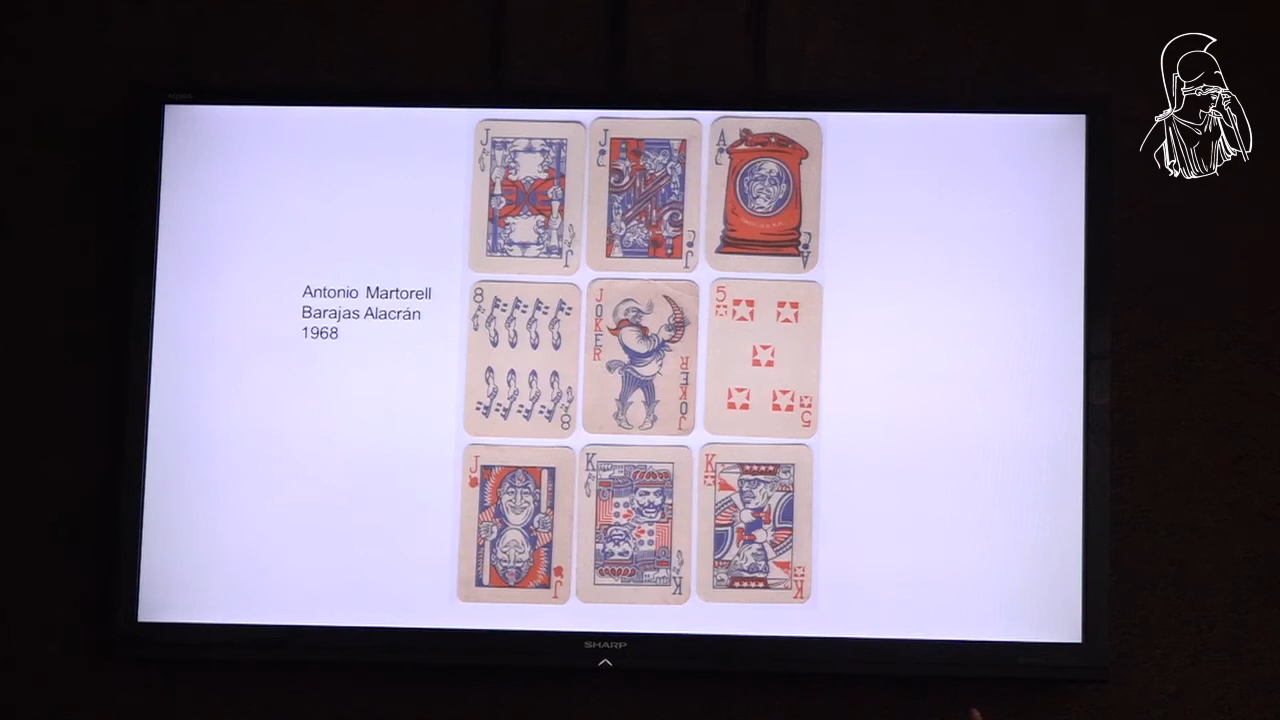 Antonio Martorell
Barajas Alacrán
1968
J
J
J
J
A
A
8
8
JOKER
JOKER
5
5
J
J
K
K
K
K
SHARP